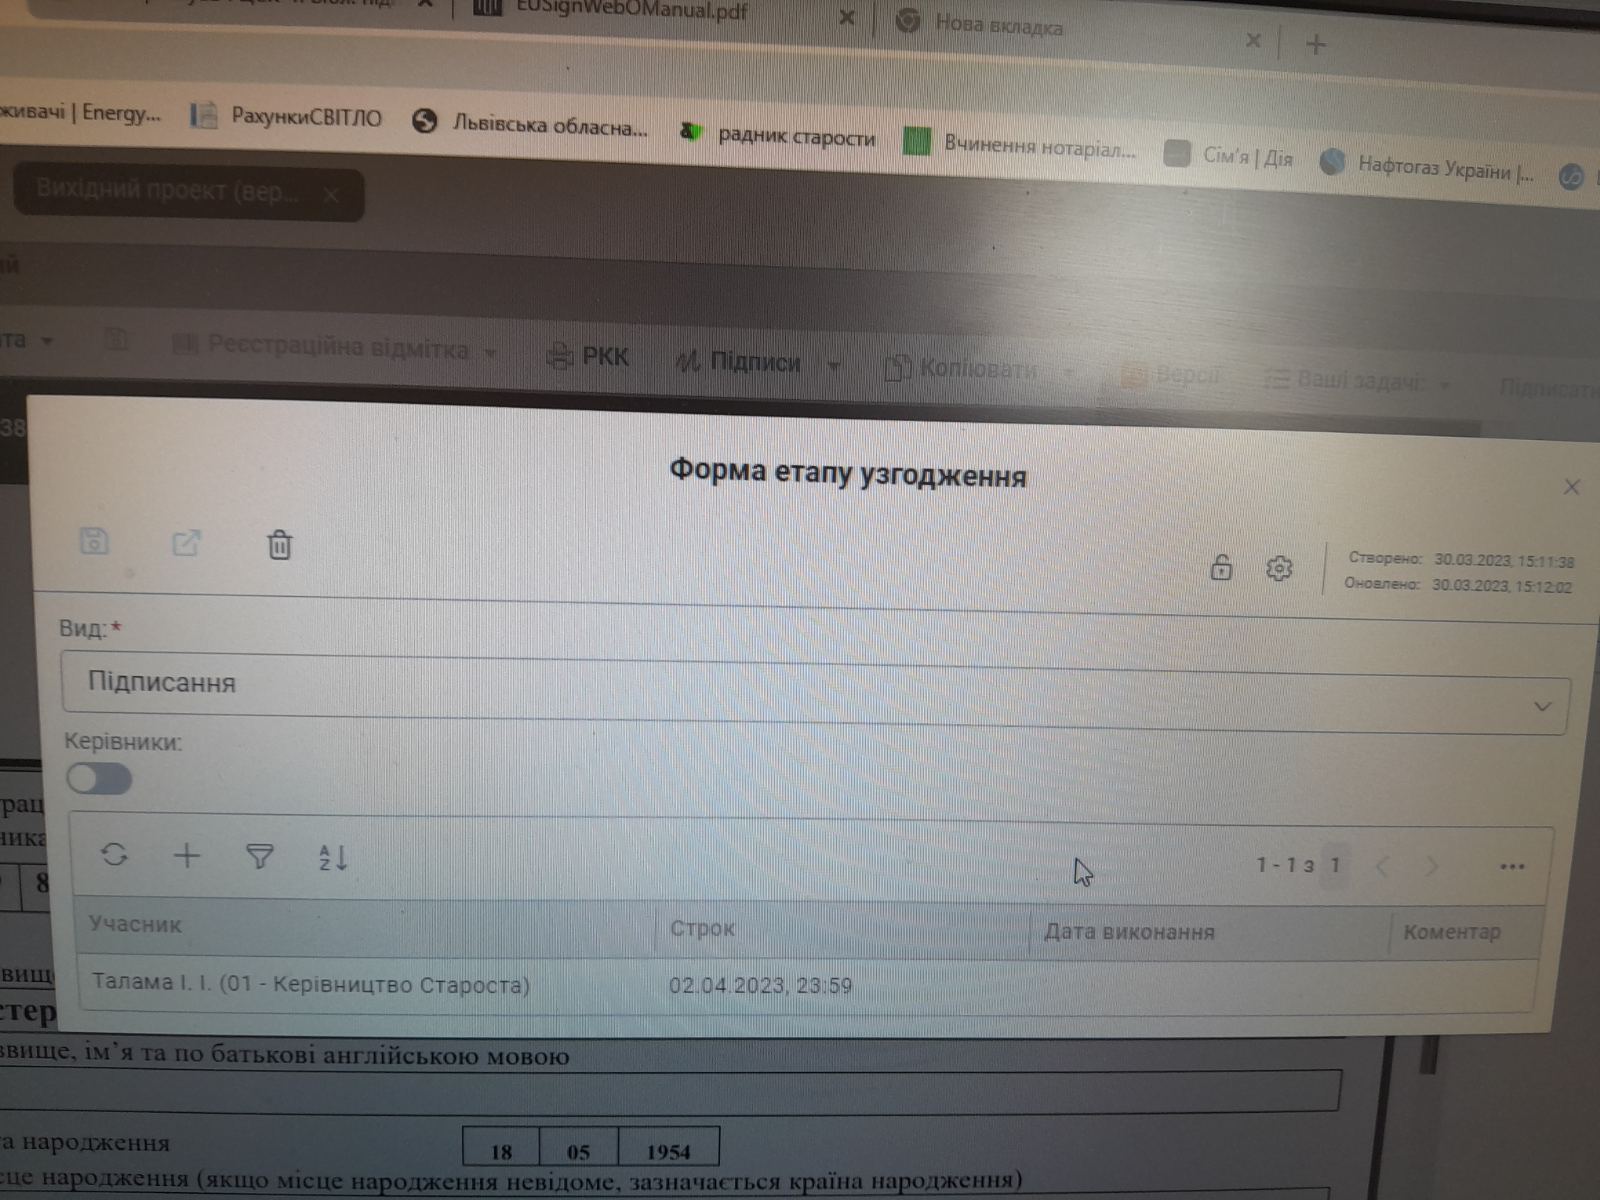 EUSignWebOManual.pdf
Нова вкладка
живачі | Energy...
РахункиСВІТЛО
Львівська обласна...
радник старости
Вчинення нотаріал...
Сім'я | Дія
Нафтогаз України |...
Вихідний проект (вер...
ий
та
Реєстраційна відмітка
РКК
Підписи
Копіювати
Версії
Ваші задачі:
Підписати
38
Форма етапу узгодження
Створено: 30.03.2023, 15:11:38
Оновлено: 30.03.2023, 15:12:02
Вид:*
Підписання
Керівники:
1 - 1 з 1
Учасник
Строк
Дата виконання
Коментар
Талама І. І. (01 - Керівництво Староста)
02.04.2023, 23:59
рац
ника
8
звищ
стер
звище, ім’я та по батькові англійською мовою
та народження
18 05 1954
сце народження (якщо місце народження невідоме, зазначається країна народження)